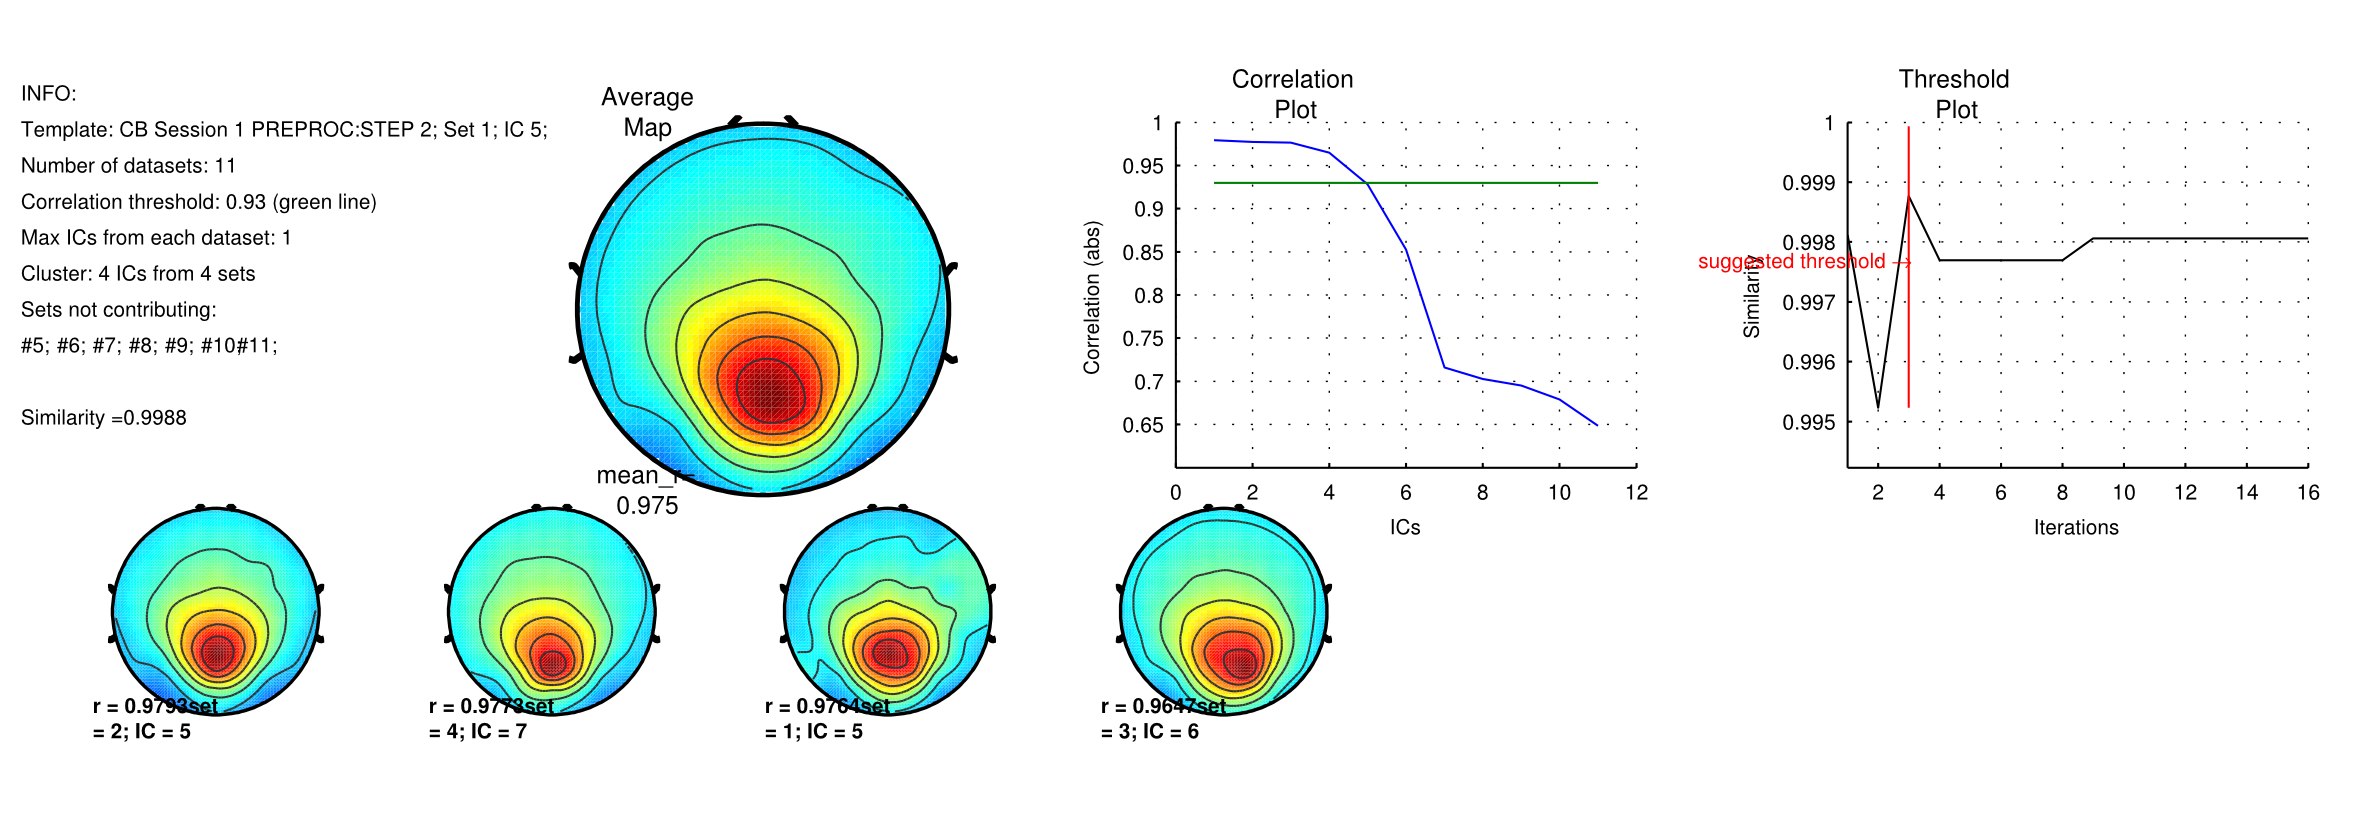 INFO:
Template: CB Session 1 PREPROC:STEP 2; Set 1; IC 5;
Number of datasets: 11
Correlation threshold: 0.93 (green line)
Max ICs from each dataset: 1
Cluster: 4 ICs from 4 sets
Sets not contributing:
#5; #6; #7; #8; #9; #10#11;
Similarity =0.9988
Average
Map
mean_r=
0.975
Correlation
Plot
1
0.95
0.9
0.85
0.8
0.75
0.7
0.65
Correlation (abs)
0 2 4 6 8 10 12
ICs
Threshold
Plot
1
0.999
0.998
0.997
0.996
0.995
suggested threshold →
Similarity
2 4 6 8 10 12 14 16
Iterations
r = 0.9793set
= 2; IC = 5
r = 0.9773set
= 4; IC = 7
r = 0.9764set
= 1; IC = 5
r = 0.9647set
= 3; IC = 6